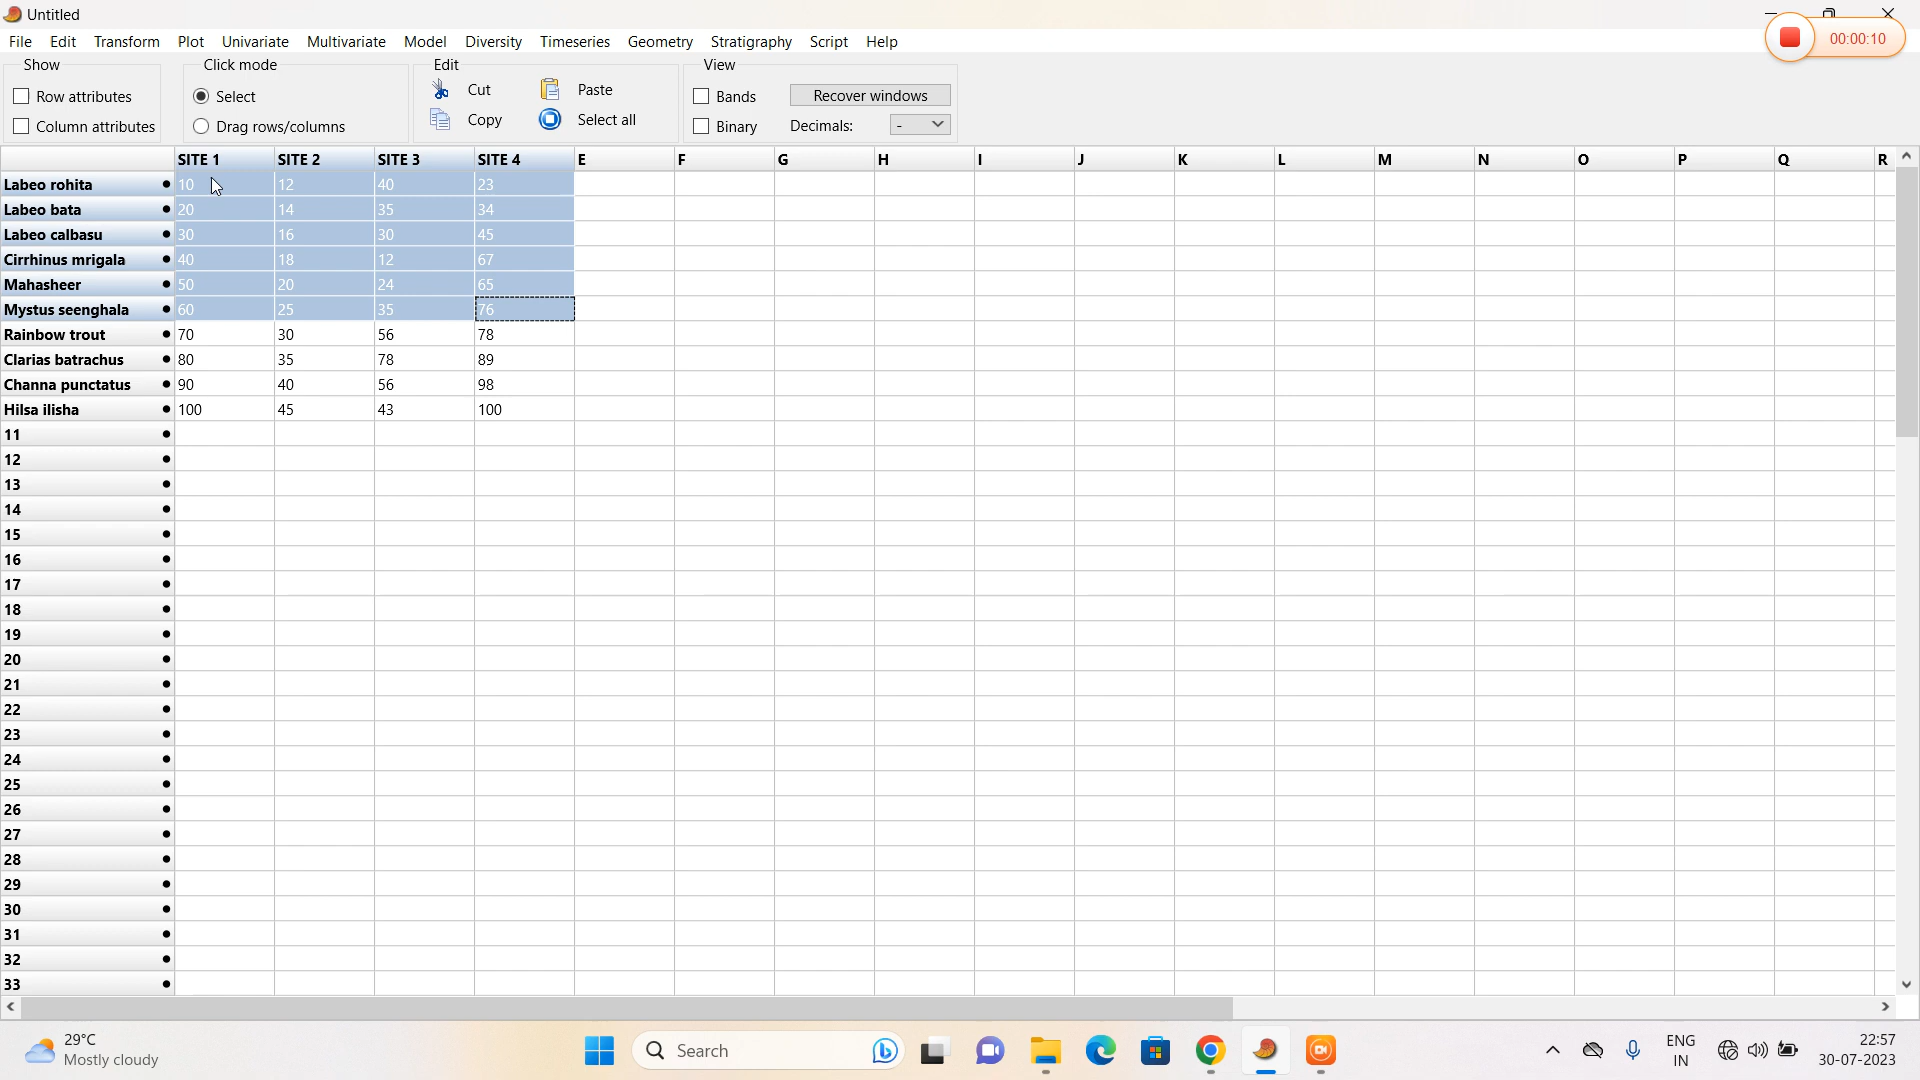 Untitled
File Edit Transform Plot Univariate Multivariate Model Diversity Timeseries Geometry Stratigraphy Script Help
00:00:10
Show Click mode Edit View
Row attributes Select Cut Paste Bands Recover windows
Column attributes Drag rows/columns Copy Select all Binary Decimals: -
SITE 1 SITE 2 SITE 3 SITE 4 E F G H I J K L M N O P Q R
Labeo rohita 10 12 40 23
Labeo bata 20 14 35 34
Labeo calbasu 30 16 30 45
Cirrhinus mrigala 40 18 12 67
Mahasheer 50 20 24 65
Mystus seenghala 60 25 35 76
Rainbow trout 70 30 56 78
Clarias batrachus 80 35 78 89
Channa punctatus 90 40 56 98
Hilsa ilisha 100 45 43 100
11
12
13
14
15
16
17
18
19
20
21
22
23
24
25
26
27
28
29
30
31
32
33
29°C
Mostly cloudy
Search
ENG
IN
22:57
30-07-2023